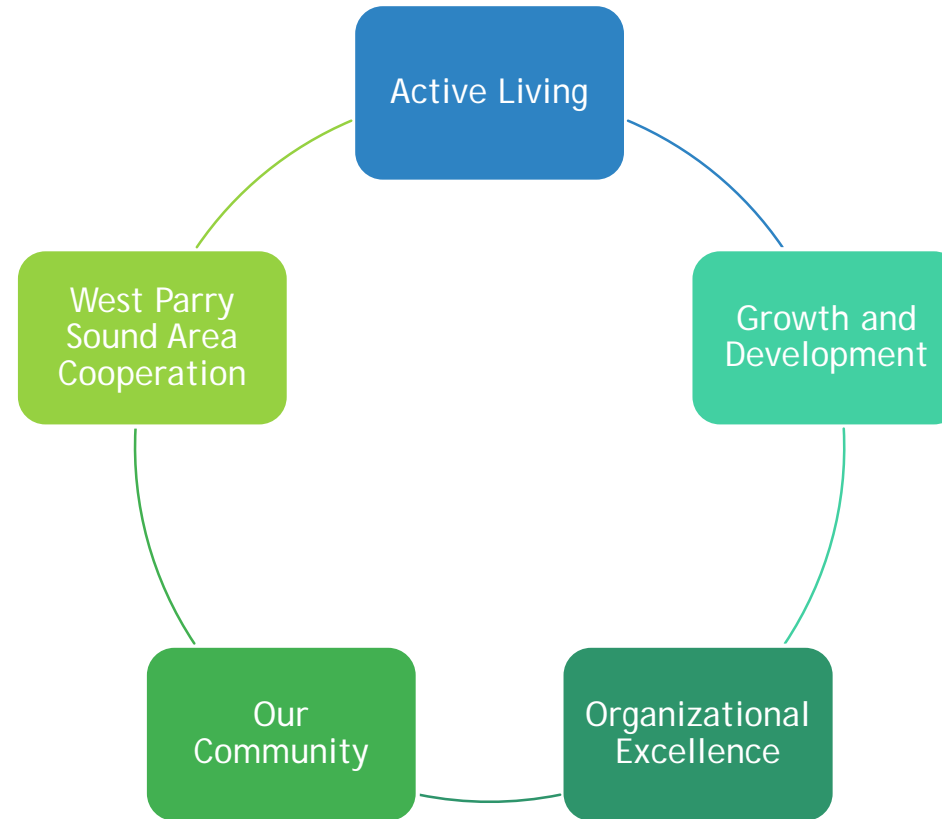 Active Living
West Parry
Sound Area
Cooperation
Growth and
Development
Our
Community
Organizational
Excellence